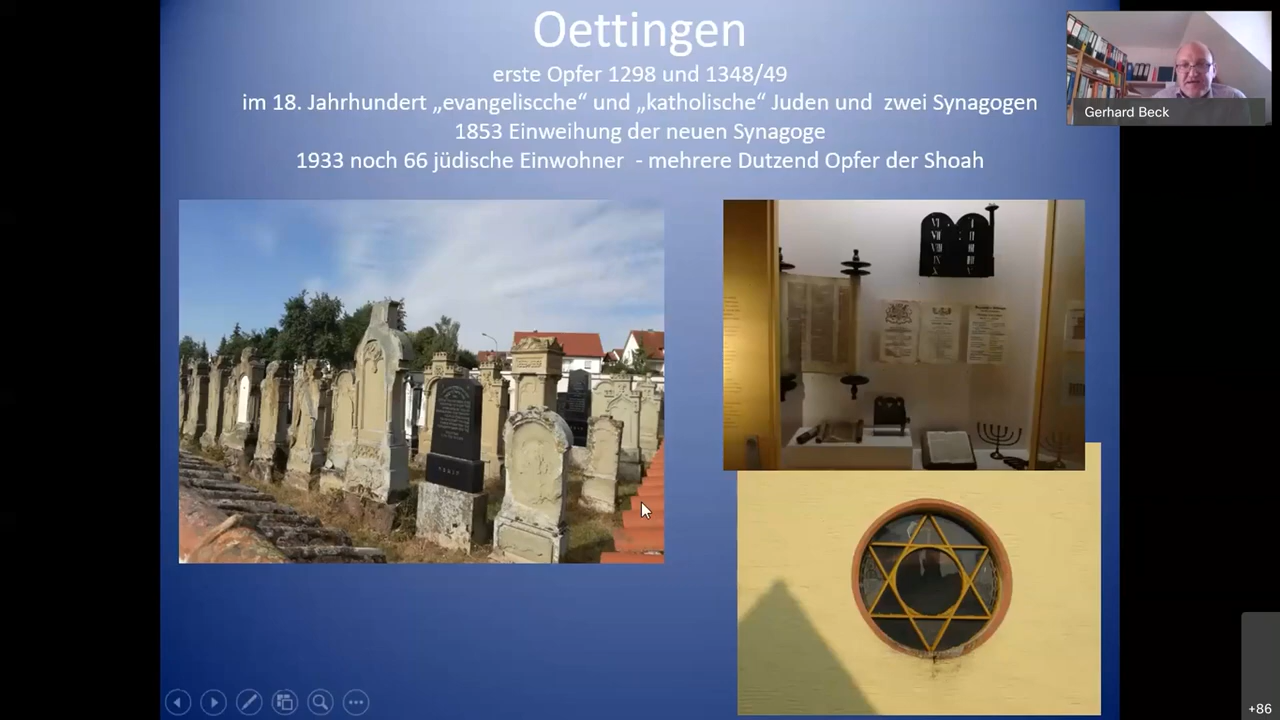 Oettingen
erste Opfer 1298 und 1348/49
im 18. Jahrhundert „evangeliscche“ und „katholische“ Juden und zwei Synagogen
1853 Einweihung der neuen Synagoge
1933 noch 66 jüdische Einwohner - mehrere Dutzend Opfer der Shoah
Gerhard Beck
+86